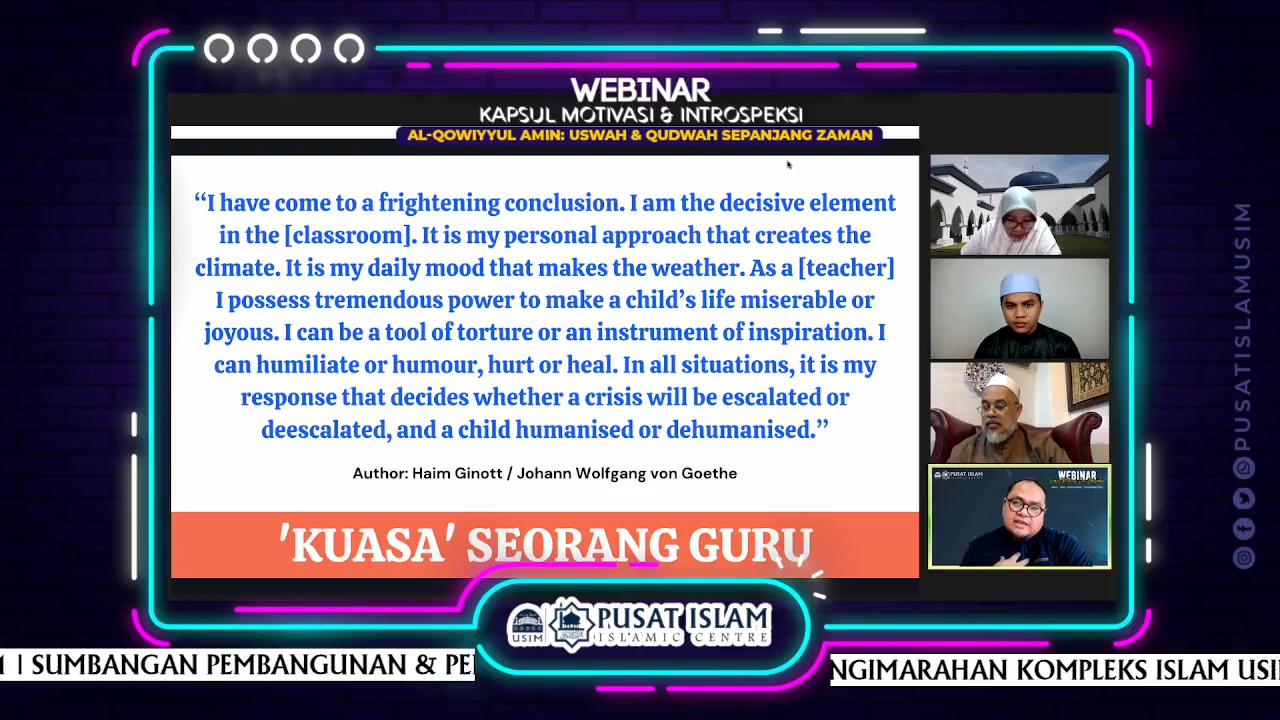 WEBINAR
KAPSUL MOTIVASI & INTROSPEKSI
AL-QOWIYYUL AMIN: USWAH & QUDWAH SEPANJANG ZAMAN
“I have come to a frightening conclusion. I am the decisive element
in the [classroom]. It is my personal approach that creates the
climate. It is my daily mood that makes the weather. As a [teacher]
I possess tremendous power to make a child’s life miserable or
joyous. I can be a tool of torture or an instrument of inspiration. I
can humiliate or humour, hurt or heal. In all situations, it is my
response that decides whether a crisis will be escalated or
deescalated, and a child humanised or dehumanised.”
Author: Haim Ginott / Johann Wolfgang von Goethe
'KUASA' SEORANG GURU
PUSAT ISLAM
WEBINAR
@PUSATISLAMUSIM
USIM
PUSAT ISLAM
ISLAMIC CENTRE
| SUMBANGAN PEMBANGUNAN & PE
NGIMARAHAN KOMPLEKS ISLAM USI